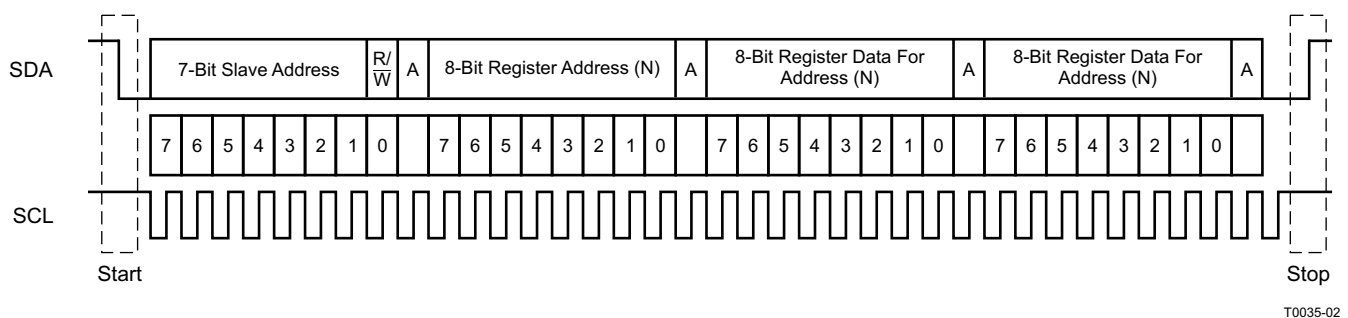 SDA
7-Bit Slave Address
R/
W
A
8-Bit Register Address (N)
A
8-Bit Register Data For
Address (N)
A
8-Bit Register Data For
Address (N)
A
7 6 5 4 3 2 1 0 7 6 5 4 3 2 1 0 7 6 5 4 3 2 1 0 7 6 5 4 3 2 1 0
SCL
Start
Stop
T0035-02